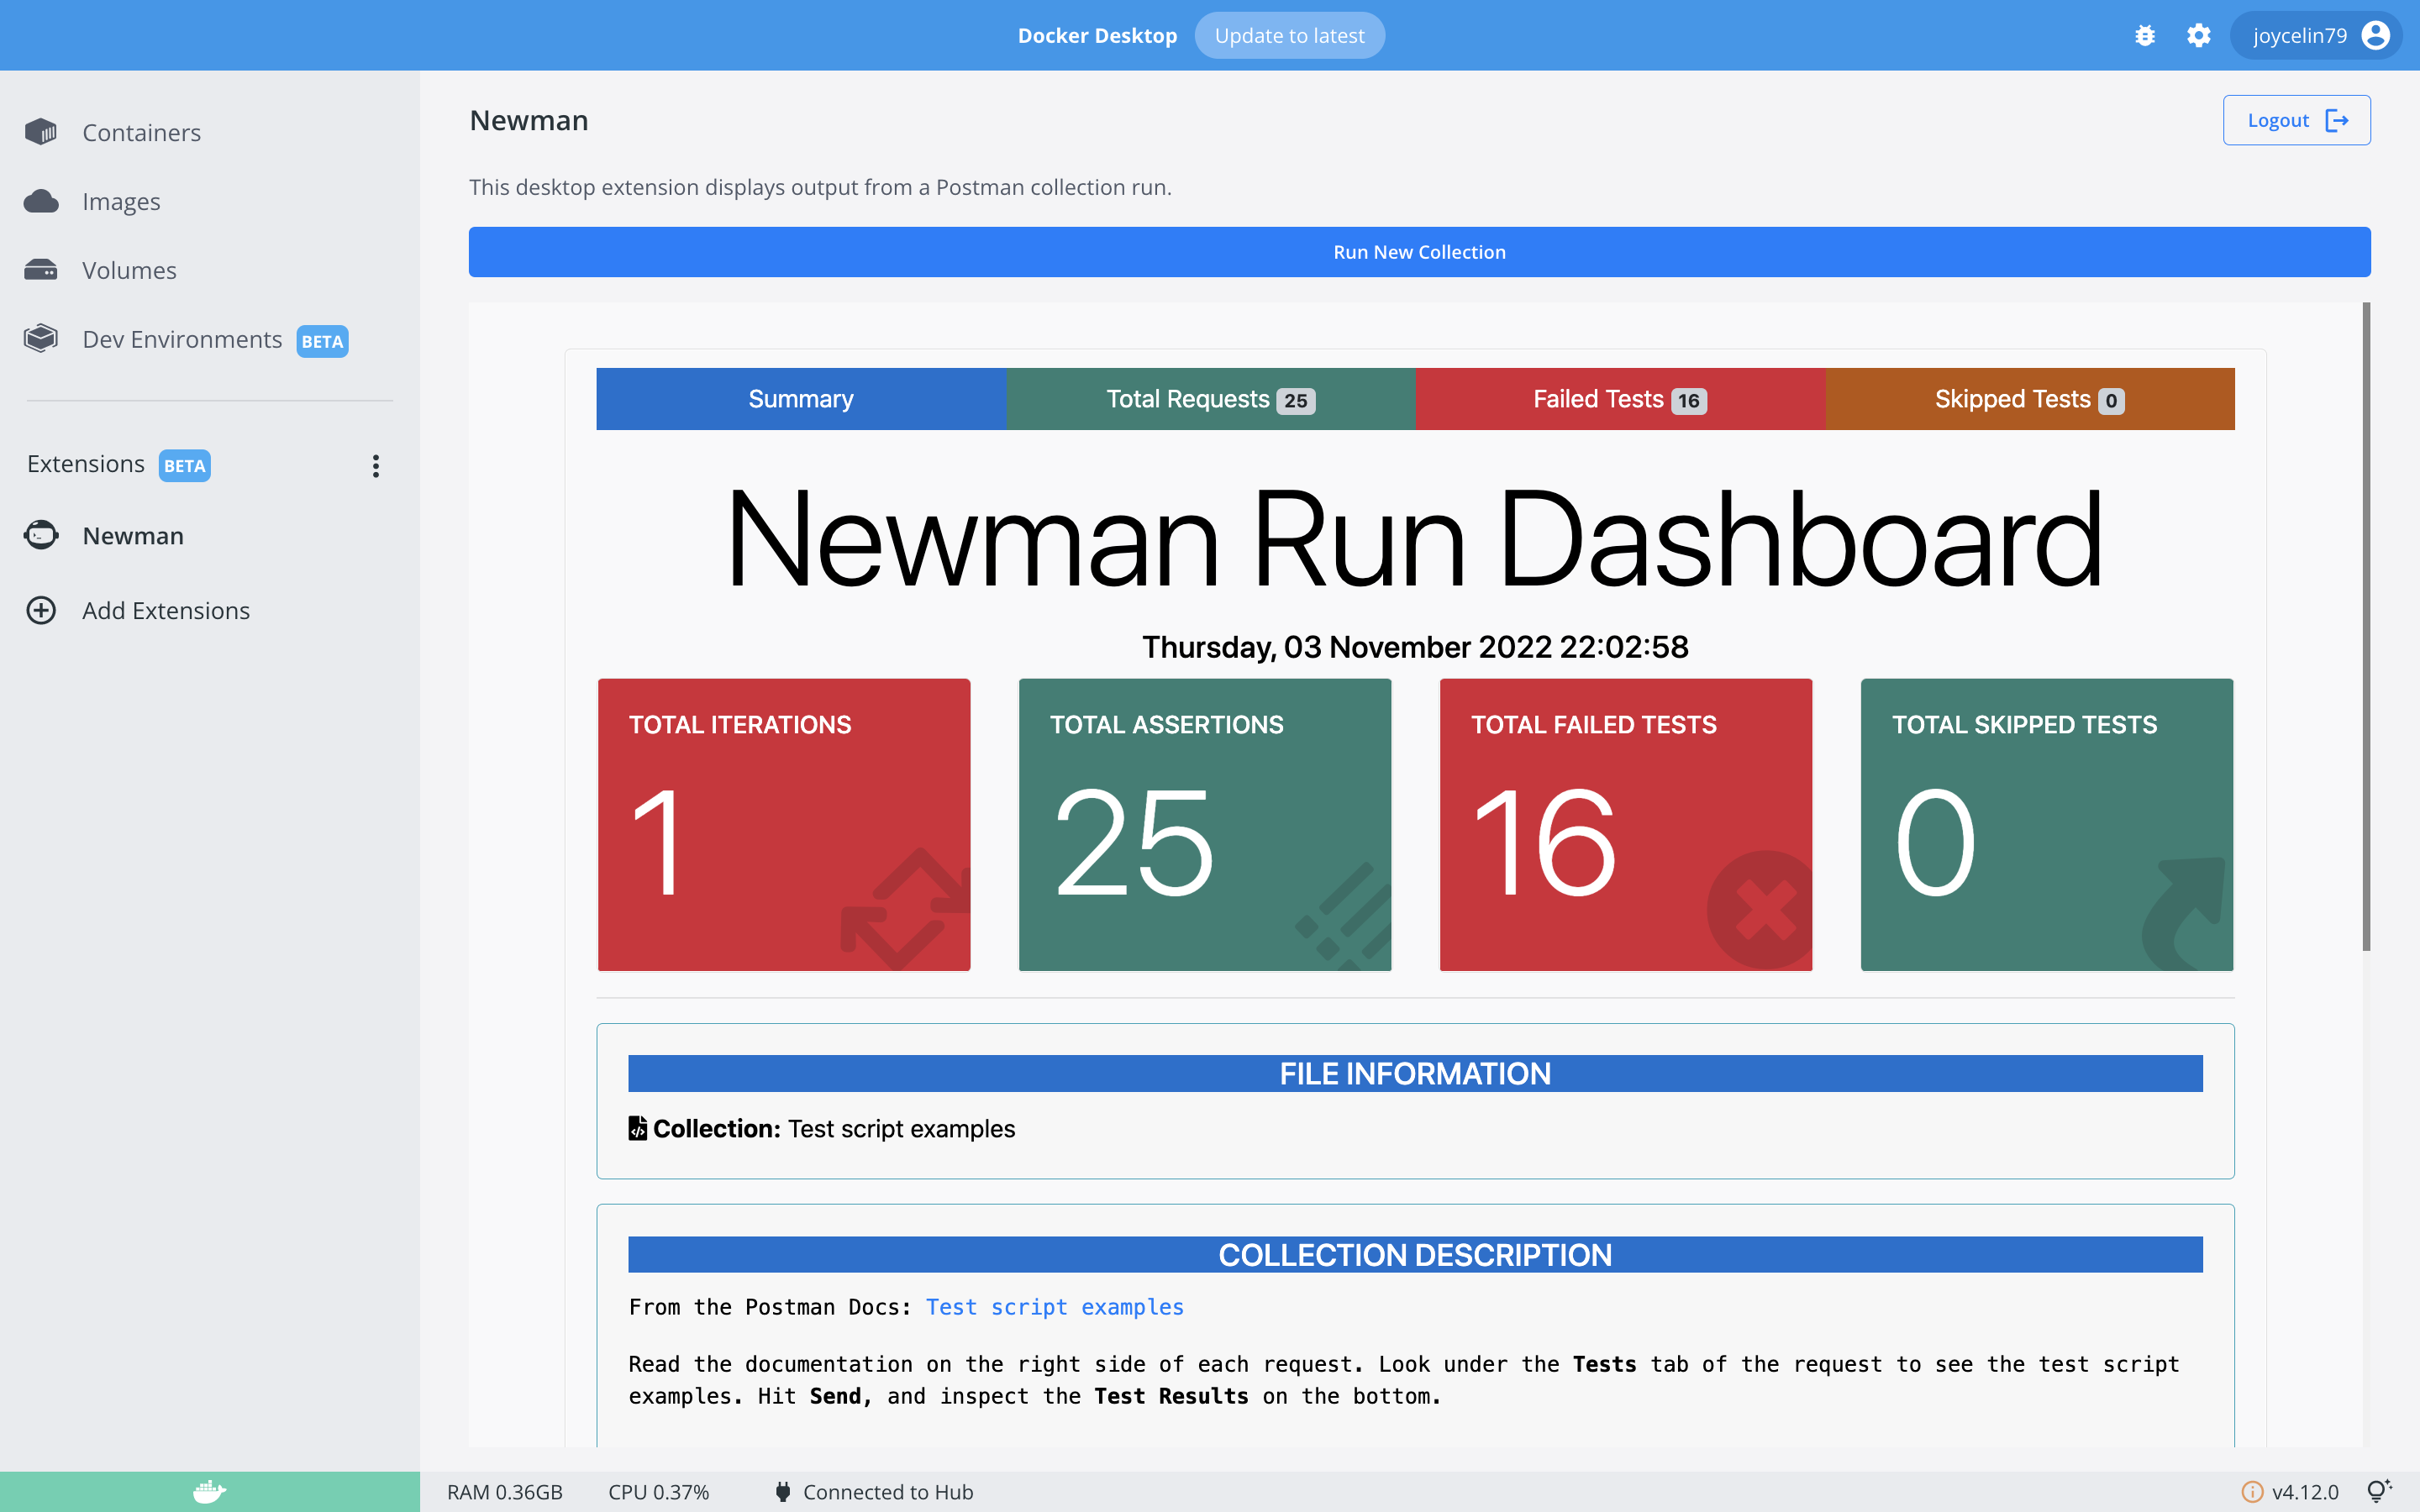 Docker Desktop Update to latest joycelin79
Containers
Images
Volumes
Dev Environments BETA
Extensions BETA
Newman
Add Extensions
Newman
Logout
This desktop extension displays output from a Postman collection run.
Run New Collection
Summary Total Requests 25 Failed Tests 16 Skipped Tests 0
Newman Run Dashboard
Thursday, 03 November 2022 22:02:58
TOTAL ITERATIONS
1
TOTAL ASSERTIONS
25
TOTAL FAILED TESTS
16
TOTAL SKIPPED TESTS
0
FILE INFORMATION
Collection: Test script examples
COLLECTION DESCRIPTION
From the Postman Docs: Test script examples
Read the documentation on the right side of each request. Look under the Tests tab of the request to see the test script
examples. Hit Send, and inspect the Test Results on the bottom.
RAM 0.36GB CPU 0.37% Connected to Hub v4.12.0